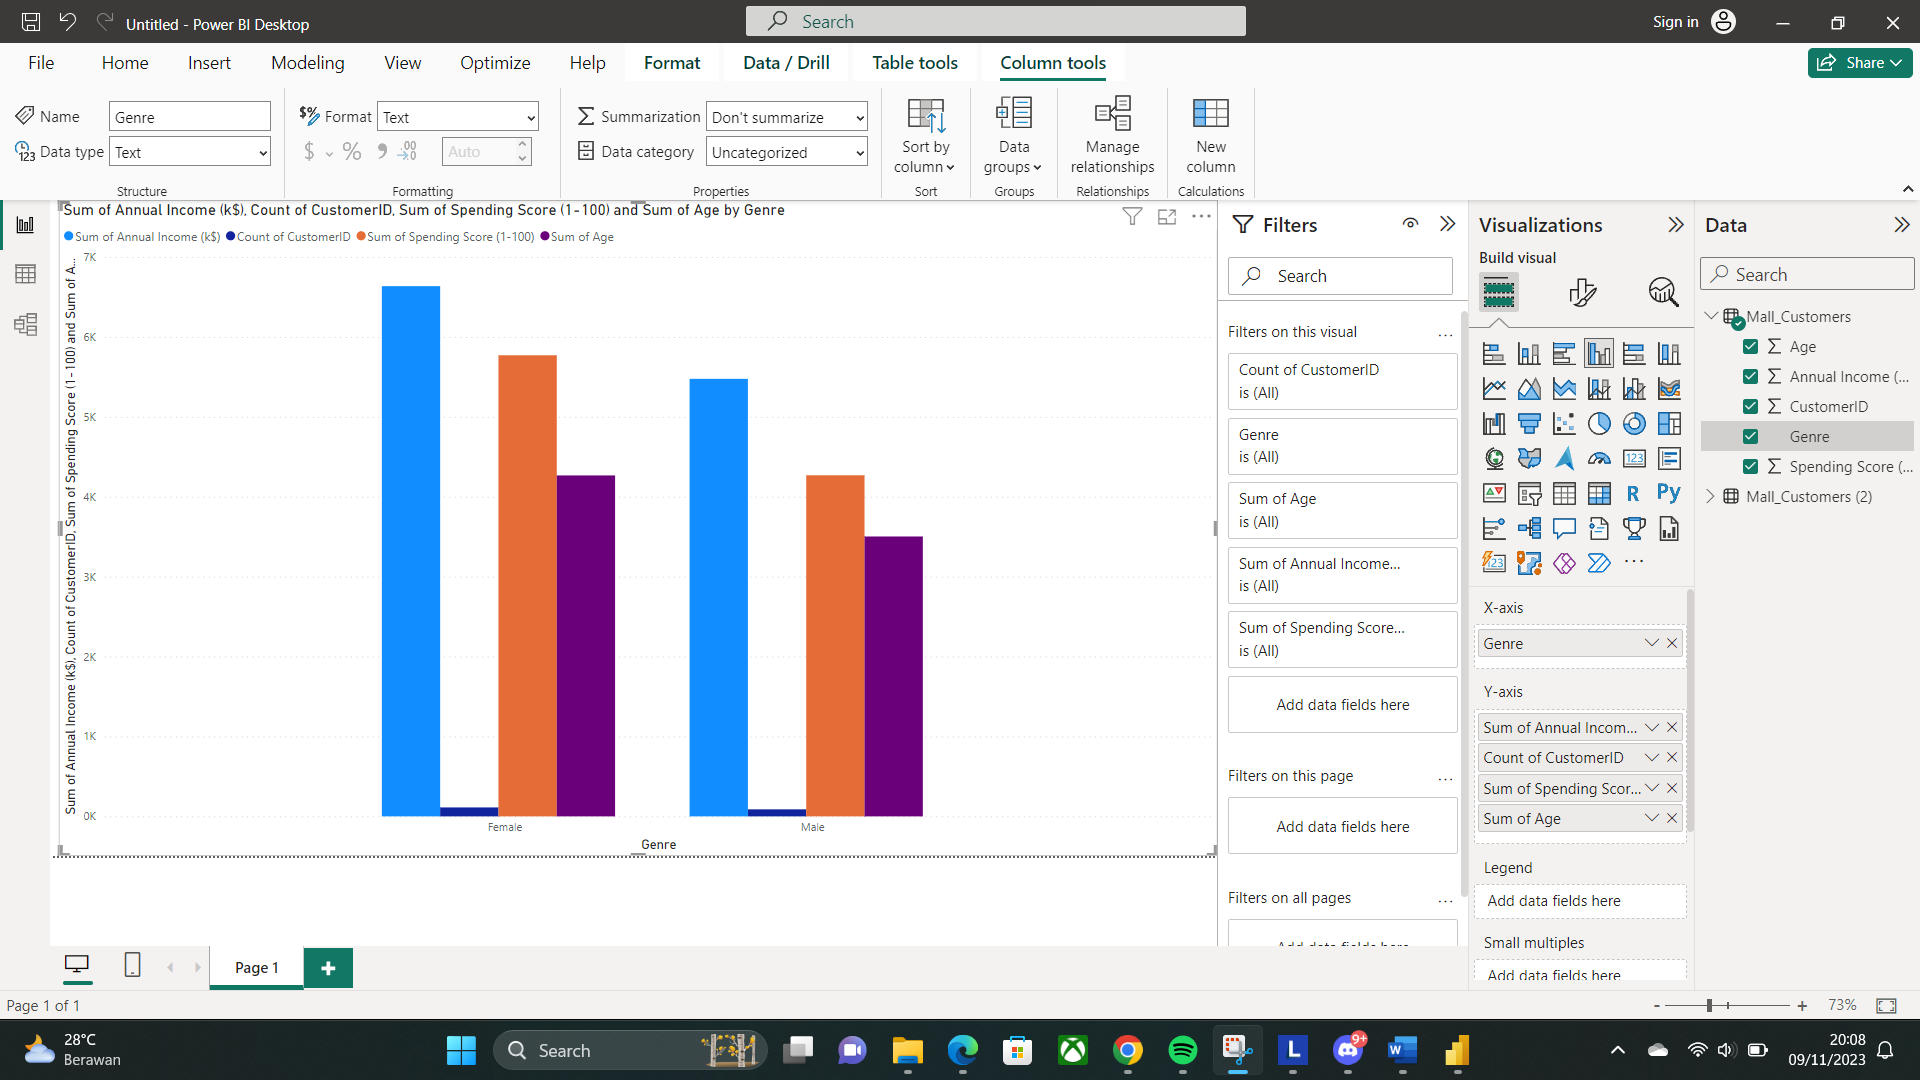 Untitled - Power BI Desktop
Search
Sign in
File
Home
Insert
Modeling
View
Optimize
Help
Format
Data / Drill
Table tools
Column tools
Share
Name
Genre
Data type
Text
Structure
Format
Text
$
%
Auto
Formatting
Summarization
Don't summarize
Data category
Uncategorized
Properties
Sort by
column
Sort
Data
groups
Groups
Manage
relationships
Relationships
New
column
Calculations
Sum of Annual Income (k$), Count of CustomerID, Sum of Spending Score (1-100) and Sum of Age by Genre
Sum of Annual Income (k$)
Count of CustomerID
Sum of Spending Score (1-100)
Sum of Age
Sum of Annual Income (k$), Count of CustomerID, Sum of Spending Score (1-100) and Sum of A...
7K
6K
5K
4K
3K
2K
1K
0K
Female
Male
Genre
Filters
Search
Filters on this visual
...
Count of CustomerID
is (All)
Genre
is (All)
Sum of Age
is (All)
Sum of Annual Income...
is (All)
Sum of Spending Score...
is (All)
Add data fields here
Filters on this page
...
Add data fields here
Filters on all pages
...
Add data fields here
Visualizations
Build visual
123
R
Py
123
...
X-axis
Genre
Y-axis
Sum of Annual Incom...
Count of CustomerID
Sum of Spending Scor...
Sum of Age
Legend
Add data fields here
Small multiples
Add data fields here
Data
Search
Mall_Customers
Age
Annual Income (...
CustomerID
Genre
Spending Score (...
Mall_Customers (2)
Page 1
Page 1 of 1
- + 73%
28°C
Berawan
Search
L
9+
W
20:08
09/11/2023